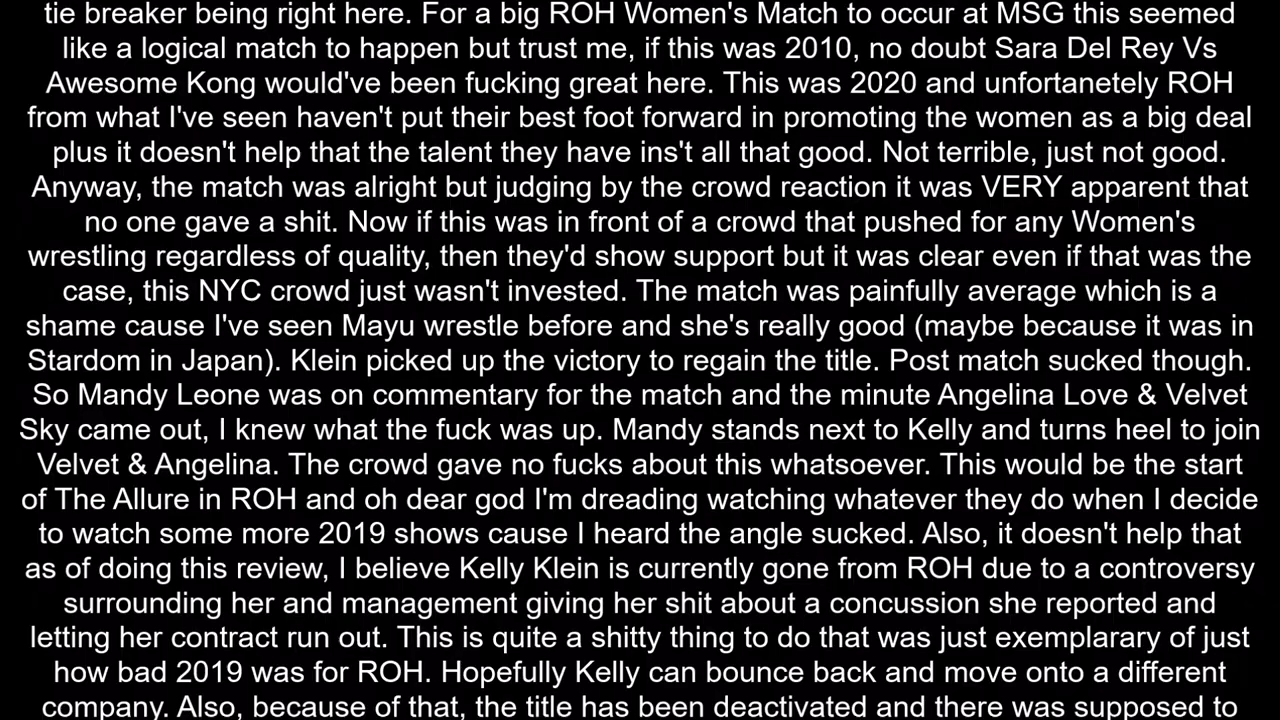 tie breaker being right here. For a big ROH Women's Match to occur at MSG this seemed
like a logical match to happen but trust me, if this was 2010, no doubt Sara Del Rey Vs
Awesome Kong would've been fucking great here. This was 2020 and unfortanetely ROH
from what I've seen haven't put their best foot forward in promoting the women as a big deal
plus it doesn't help that the talent they have ins't all that good. Not terrible, just not good.
Anyway, the match was alright but judging by the crowd reaction it was VERY apparent that
no one gave a shit. Now if this was in front of a crowd that pushed for any Women's
wrestling regardless of quality, then they'd show support but it was clear even if that was the
case, this NYC crowd just wasn't invested. The match was painfully average which is a
shame cause I've seen Mayu wrestle before and she's really good (maybe because it was in
Stardom in Japan). Klein picked up the victory to regain the title. Post match sucked though.
So Mandy Leone was on commentary for the match and the minute Angelina Love & Velvet
Sky came out, I knew what the fuck was up. Mandy stands next to Kelly and turns heel to join
Velvet & Angelina. The crowd gave no fucks about this whatsoever. This would be the start
of The Allure in ROH and oh dear god I'm dreading watching whatever they do when I decide
to watch some more 2019 shows cause I heard the angle sucked. Also, it doesn't help that
as of doing this review, I believe Kelly Klein is currently gone from ROH due to a controversy
surrounding her and management giving her shit about a concussion she reported and
letting her contract run out. This is quite a shitty thing to do that was just exemplarary of just
how bad 2019 was for ROH. Hopefully Kelly can bounce back and move onto a different
company. Also, because of that, the title has been deactivated and there was supposed to